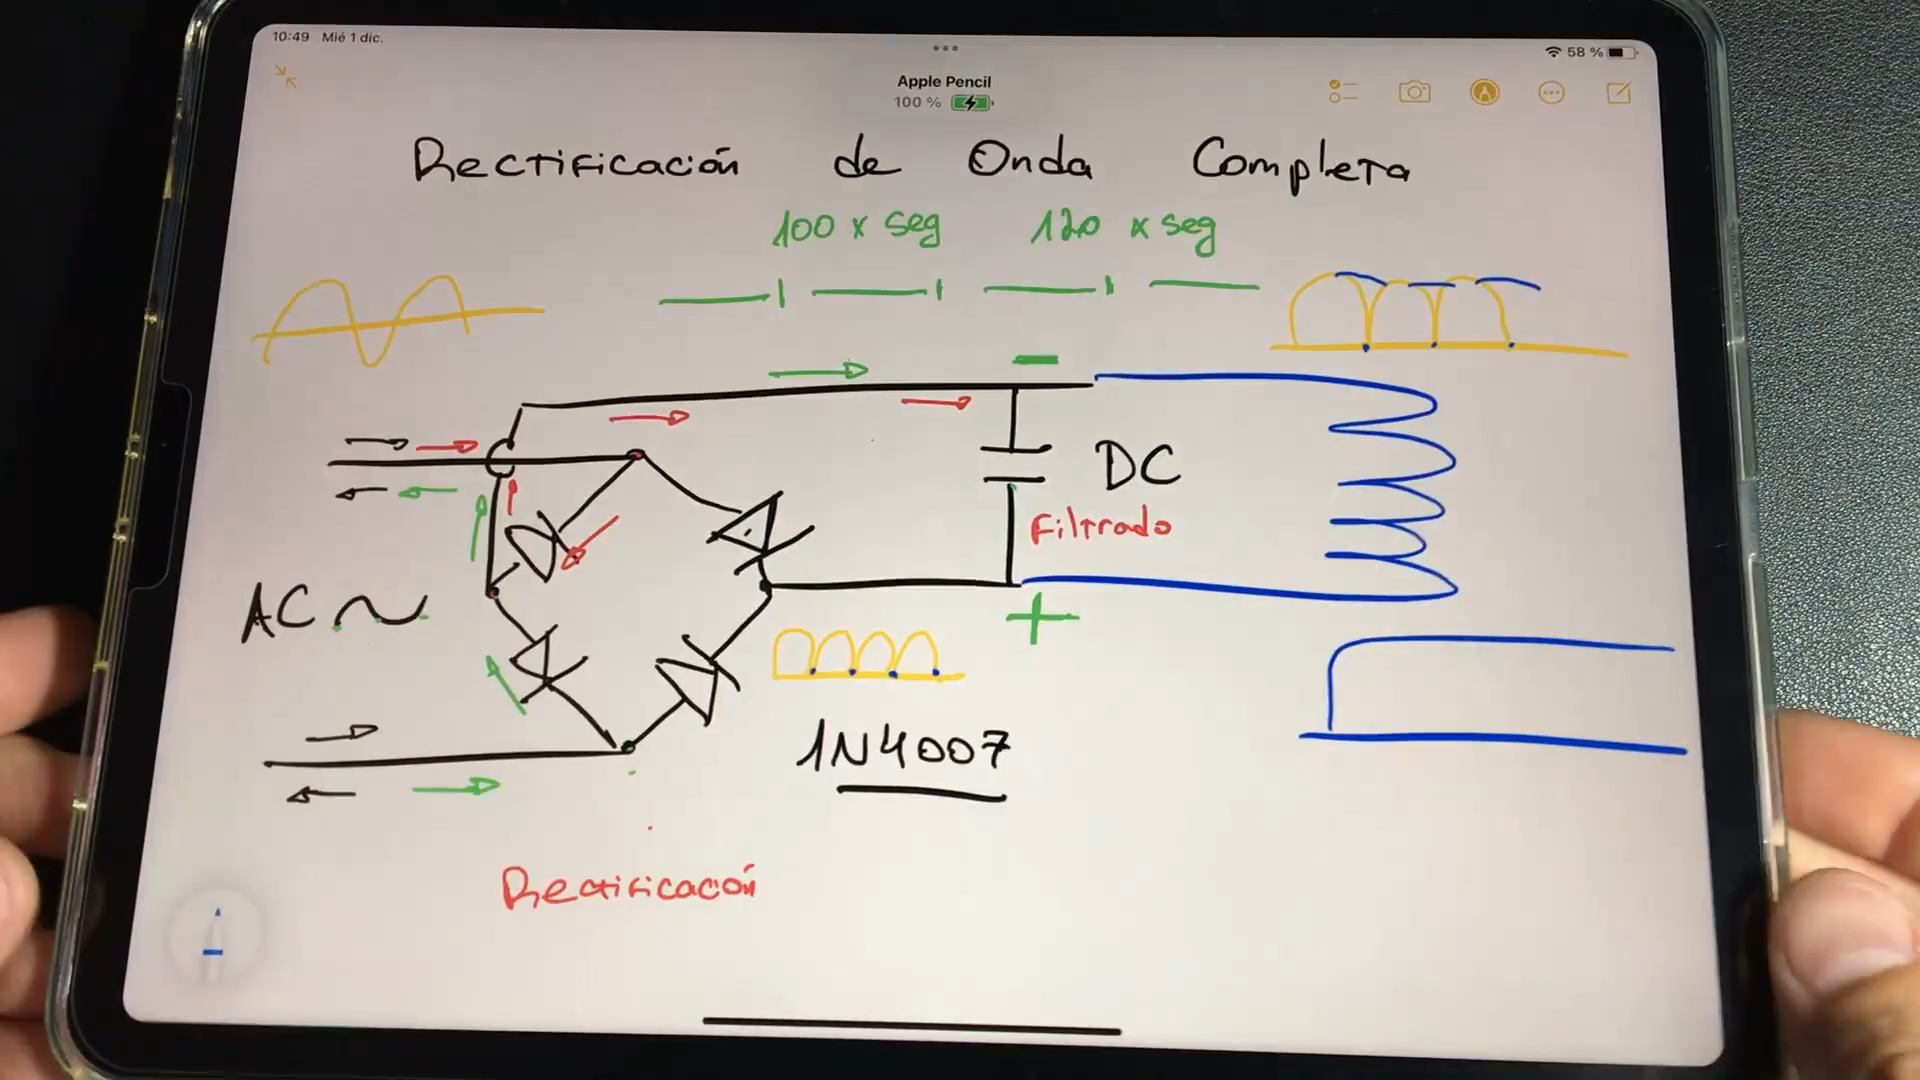 10:49 Mié 1 dic.
58 %
Apple Pencil
100 %
Rectificación de Onda Completa
100 x seg 120 x seg
DC
Filtrado
AC
1N4007
Rectificación